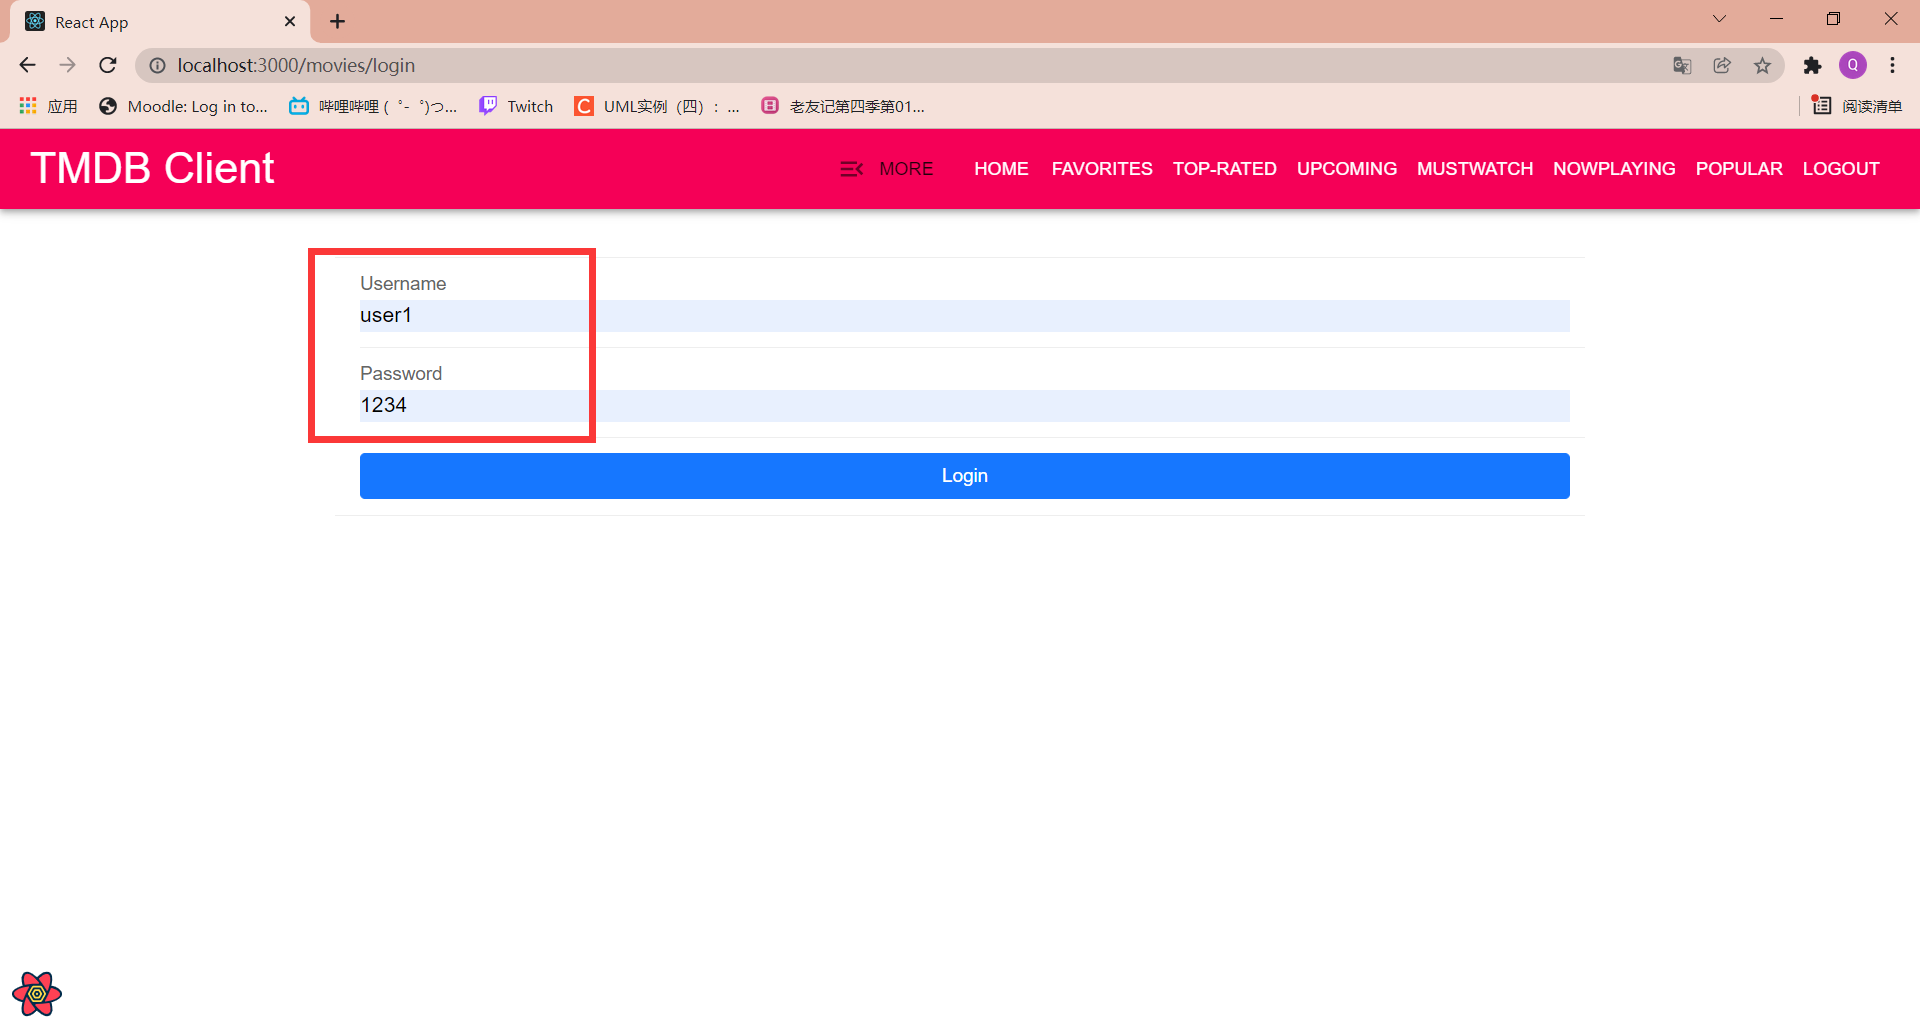 React App
localhost:3000/movies/login
Q
应用 Moodle: Log in to... 哔哩哔哩 ( ゜- ゜)つ... Twitch C UML实例（四）：... 老友记第四季第01... 阅读清单
TMDB Client MORE HOME FAVORITES TOP-RATED UPCOMING MUSTWATCH NOWPLAYING POPULAR LOGOUT
Username
user1
Password
1234
Login